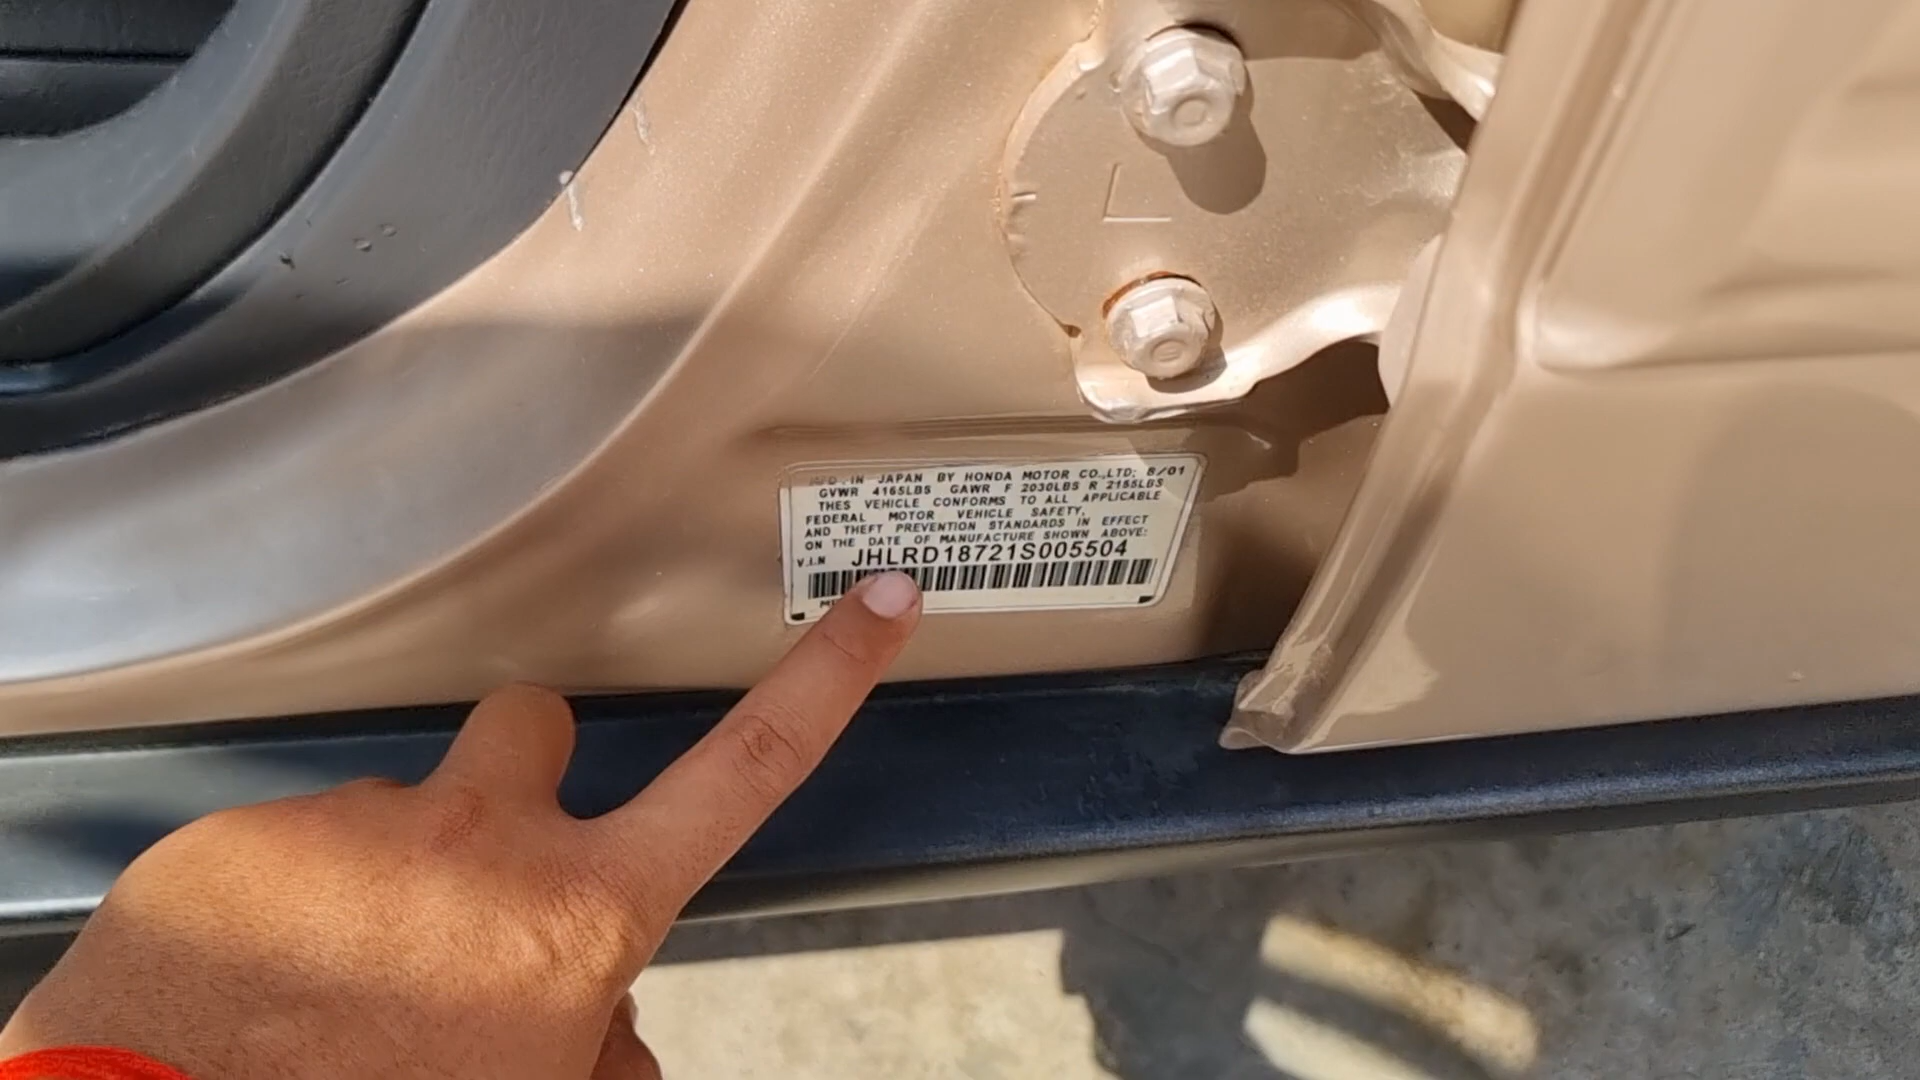 MFD. IN JAPAN BY HONDA MOTOR CO.,LTD; 8/01
GVWR 4165LBS GAWR F 2030LBS R 2155LBS
THES VEHICLE CONFORMS TO ALL APPLICABLE
FEDERAL MOTOR VEHICLE SAFETY,
AND THEFT PREVENTION STANDARDS IN EFFECT
ON THE DATE OF MANUFACTURE SHOWN ABOVE:
V.I.N JHLRD18721S005504
L